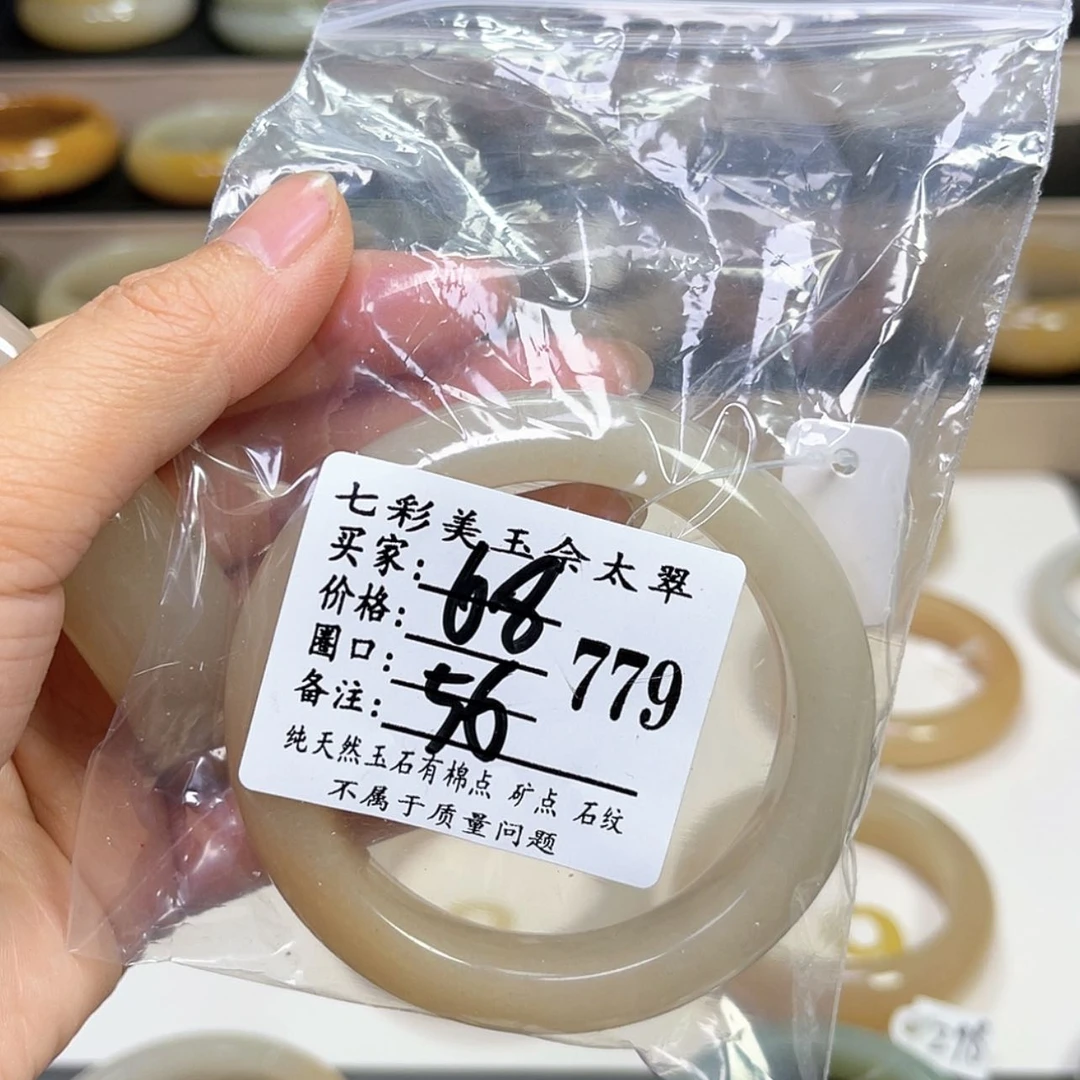 七彩美玉佘太翠
买家:
价格: 68
圈口: 56
779
备注:
纯天然玉石有棉点 矿点 石纹
不属于质量问题